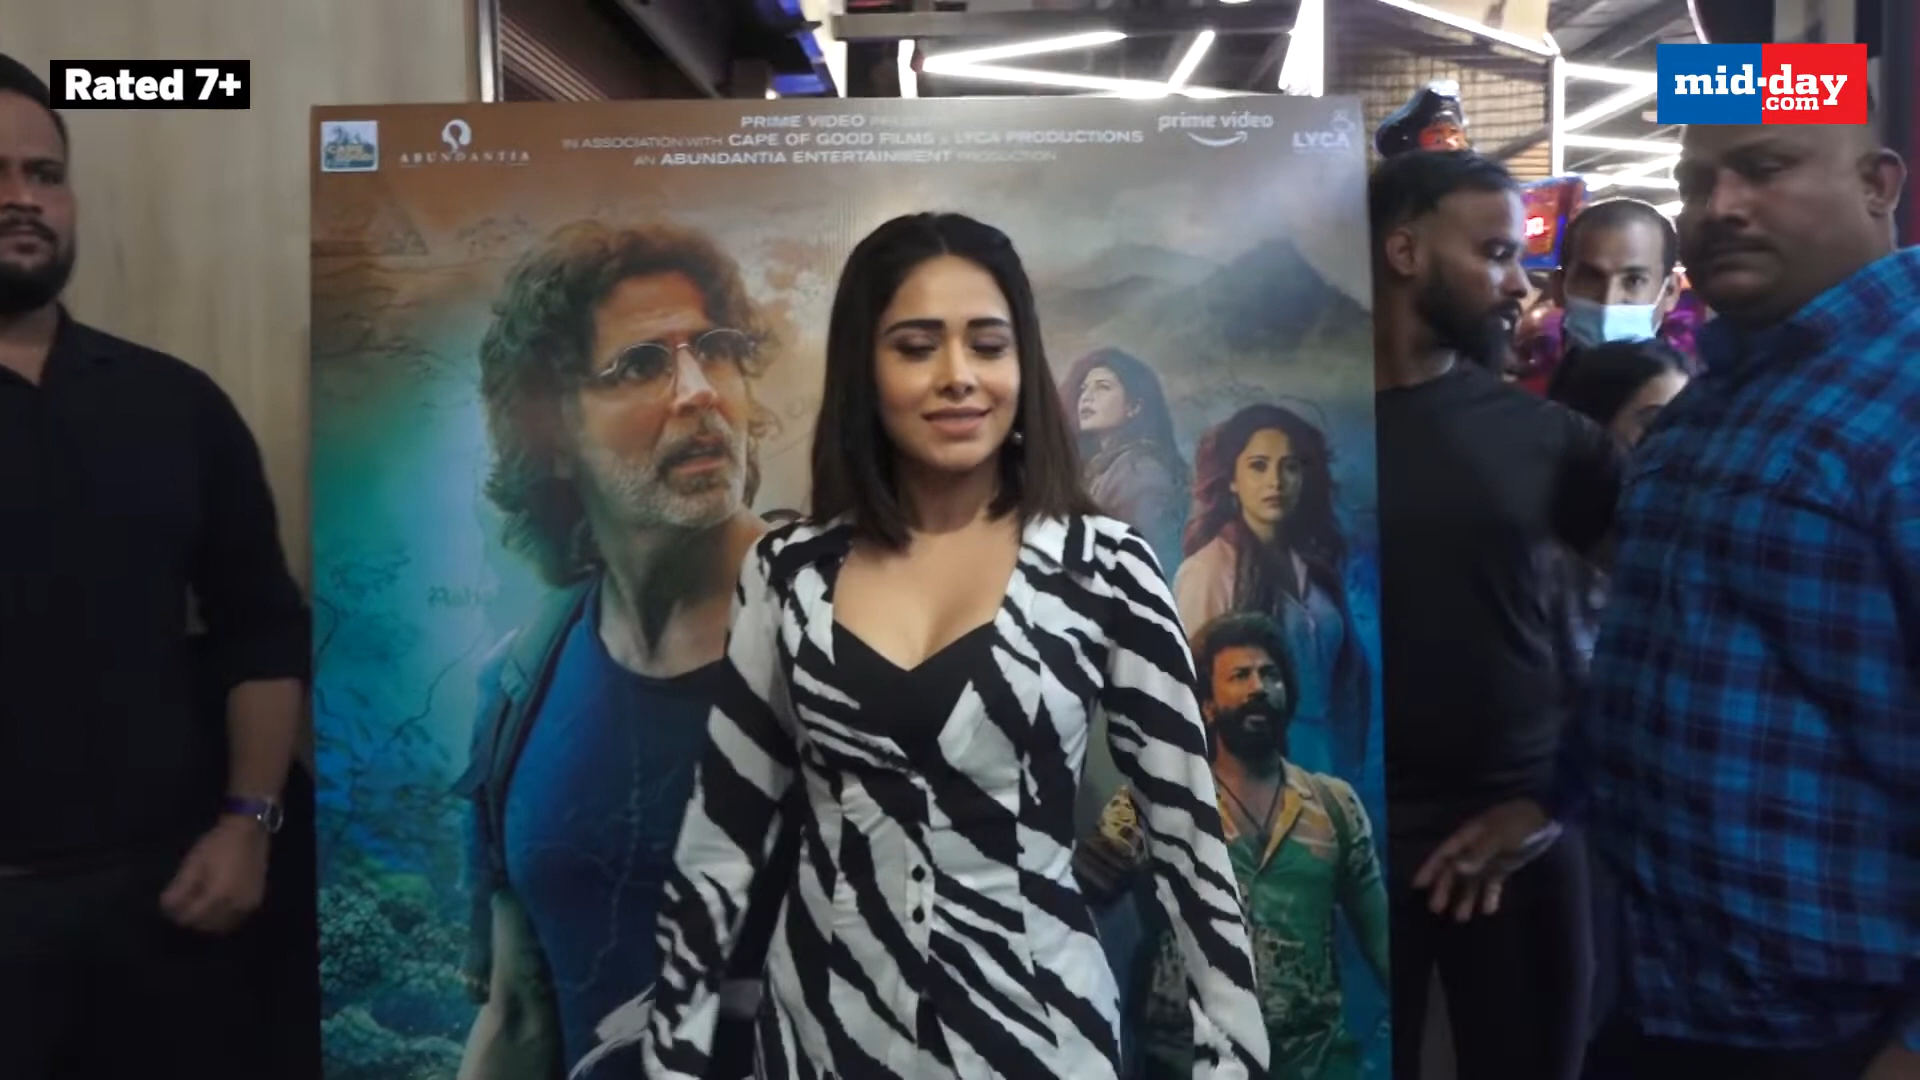 Rated 7+
mid-day
.com
PRIME VIDEO
IN ASSOCIATION WITH CAPE OF GOOD FILMS & LYCA PRODUCTIONS
AN ABUNDANTIA ENTERTAINMENT PRODUCTION
ABUNDANTIA
prime video
LYCA